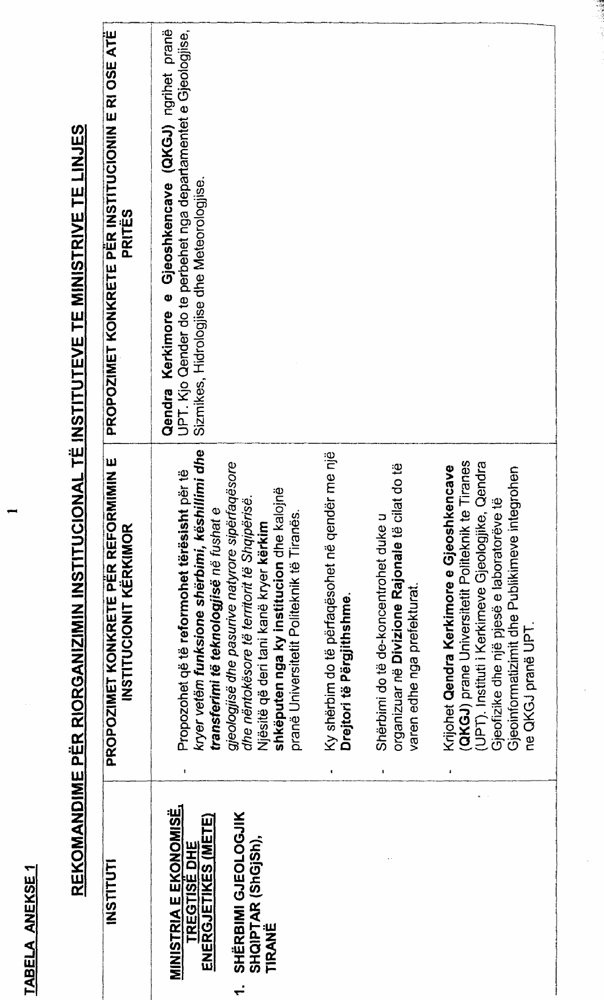 1
TABELA ANEKSE 1
REKOMANDIME PËR RIORGANIZIMIN INSTITUCIONAL TË INSTITUTEVE TE MINISTRIVE TE LINJES
INSTITUTI
PROPOZIMET KONKRETE PËR REFORMIMIN E
INSTITUCIONIT KËRKIMOR
PROPOZIMET KONKRETE PËR INSTITUCIONIN E RI OSE ATË
PRITËS
MINISTRIA E EKONOMISË,
TREGTISË DHE
ENERGJETIKES (METE)
1. SHËRBIMI GJEOLOGJIK
SHQIPTAR (ShGjSh),
TIRANË
- Propozohet që të reformohet tërësisht për të
kryer vetëm funksione shërbimi, këshillimi dhe
transferimi të teknologjisë në fushat e
gjeologjisë dhe pasurive natyrore sipërfaqësore
dhe nëntokësore të territorit të Shqipërisë.
Njësitë që deri tani kanë kryer kërkim
shkëputen nga ky Institucion dhe kalojnë
pranë Universitetit Politeknik të Tiranës.
- Ky shërbim do të përfaqësohet në qendër me një
Drejtori të Përgjithshme.
- Shërbimi do të de-koncentrohet duke u
organizuar në Divizione Rajonale të cilat do të
varen edhe nga prefekturat.
- Krijohet Qendra Kerkimore e Gjeoshkencave
(QKGJ) prane Universitetit Politeknik te Tiranes
(UPT). Instituti i Kerkimeve Gjeologjike, Qendra
Gjeofizike dhe një pjesë e laboratorëve të
Gjeoinformatizimit dhe Publikimeve integrohen
ne QKGJ pranë UPT.
Qendra Kerkimore e Gjeoshkencave (QKGJ) ngrihet pranë
UPT. Kjo Qender do te perbehet nga departamentet e Gjeologjise,
Sizmikes, Hidrologjise dhe Meteorologjise.